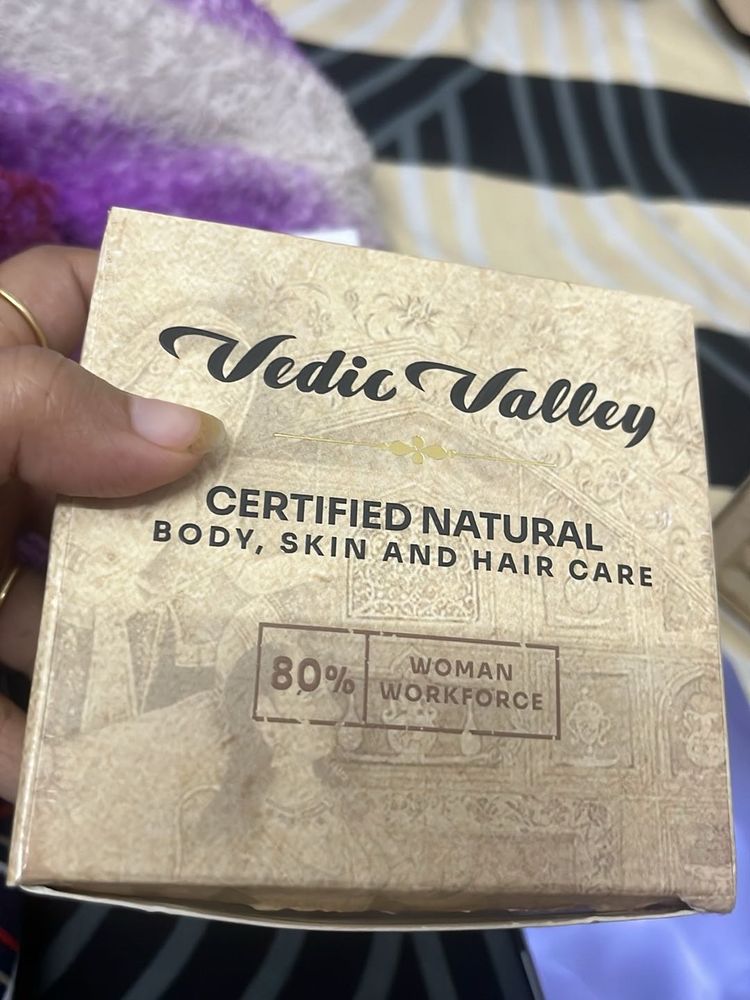 Vedic Valley
CERTIFIED NATURAL
BODY, SKIN AND HAIR CARE
80% WOMAN
WORKFORCE